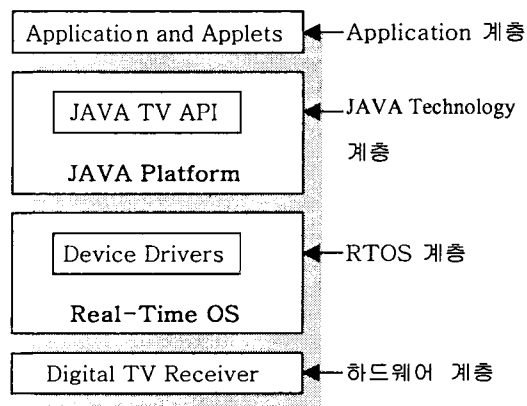 Application and Applets
Application 계층
JAVA TV API
JAVA Platform
JAVA Technology
계층
Device Drivers
Real-Time OS
RTOS 계층
Digital TV Receiver
하드웨어 계층